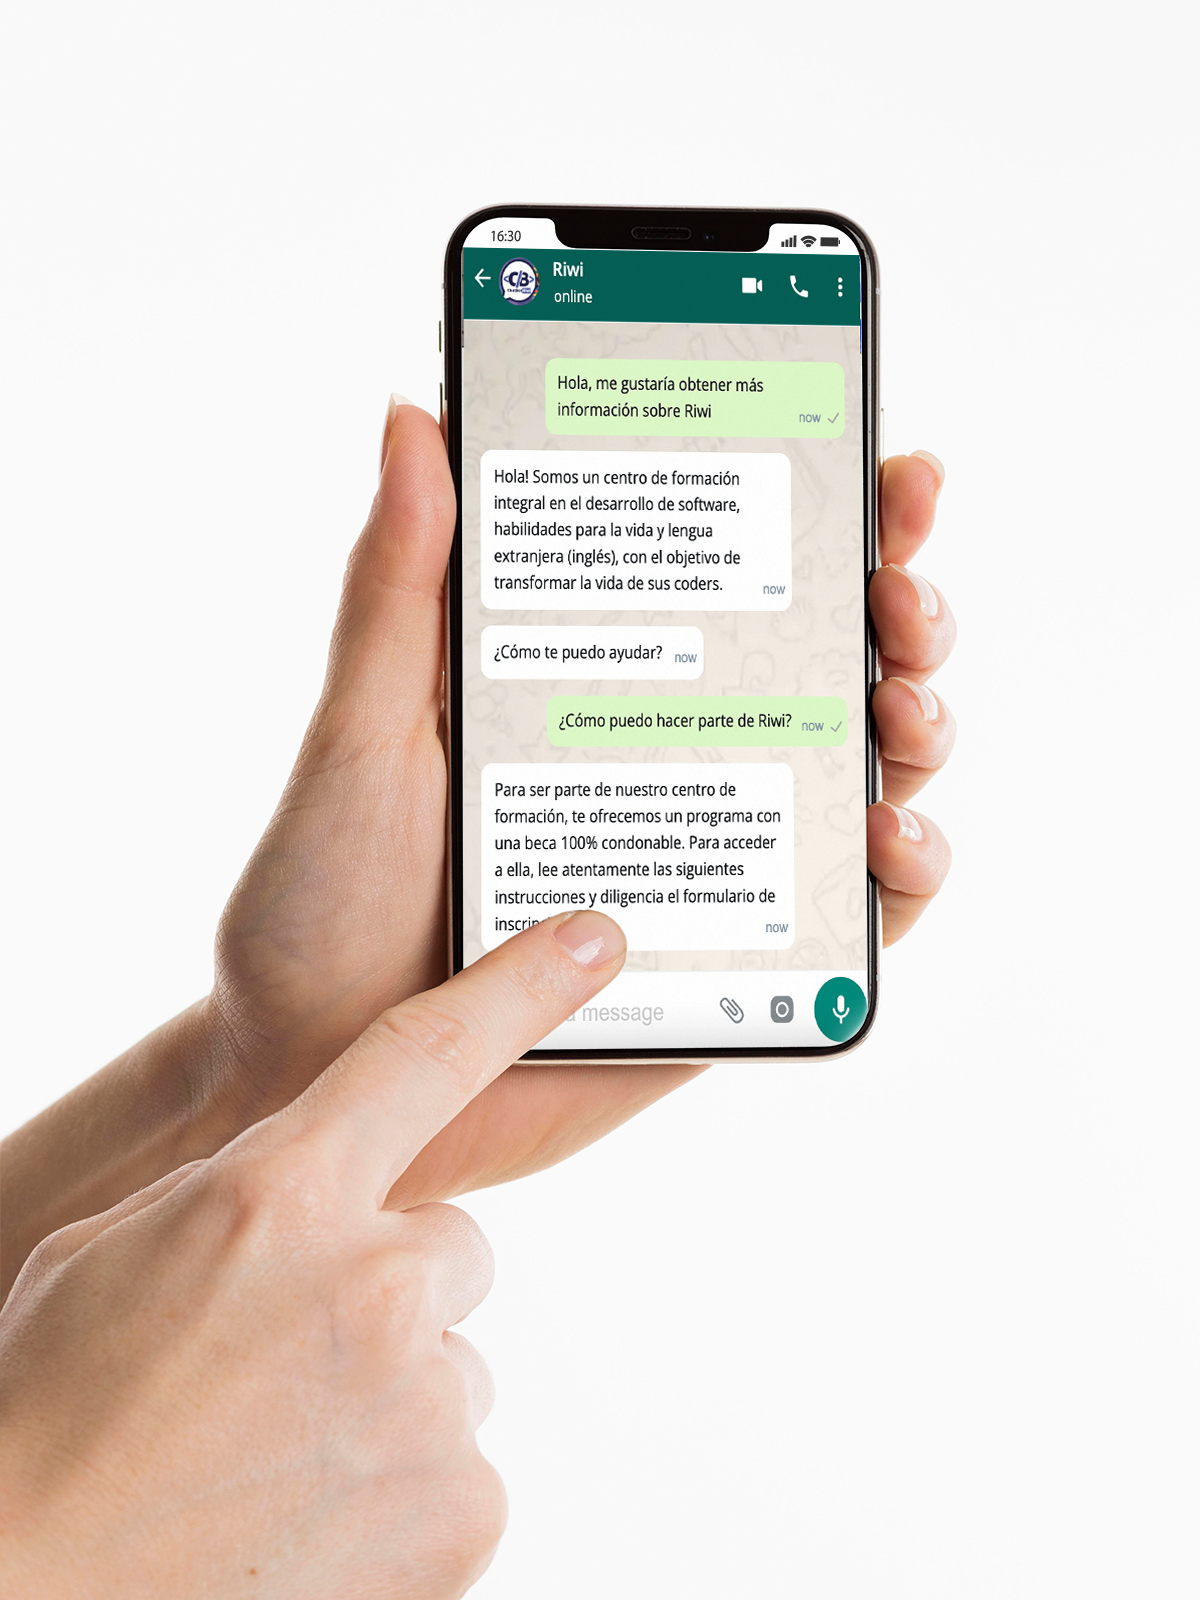 16:30
Riwi
online
C/B
Hola, me gustaría obtener más
información sobre Riwi
now
Hola! Somos un centro de formación
integral en el desarrollo de software,
habilidades para la vida y lengua
extranjera (inglés), con el objetivo de
transformar la vida de sus coders.
now
¿Cómo te puedo ayudar?
now
¿Cómo puedo hacer parte de Riwi?
now
Para ser parte de nuestro centro de
formación, te ofrecemos un programa con
una beca 100% condonable. Para acceder
a ella, lee atentamente las siguientes
instrucciones y diligencia el formulario de
now
message